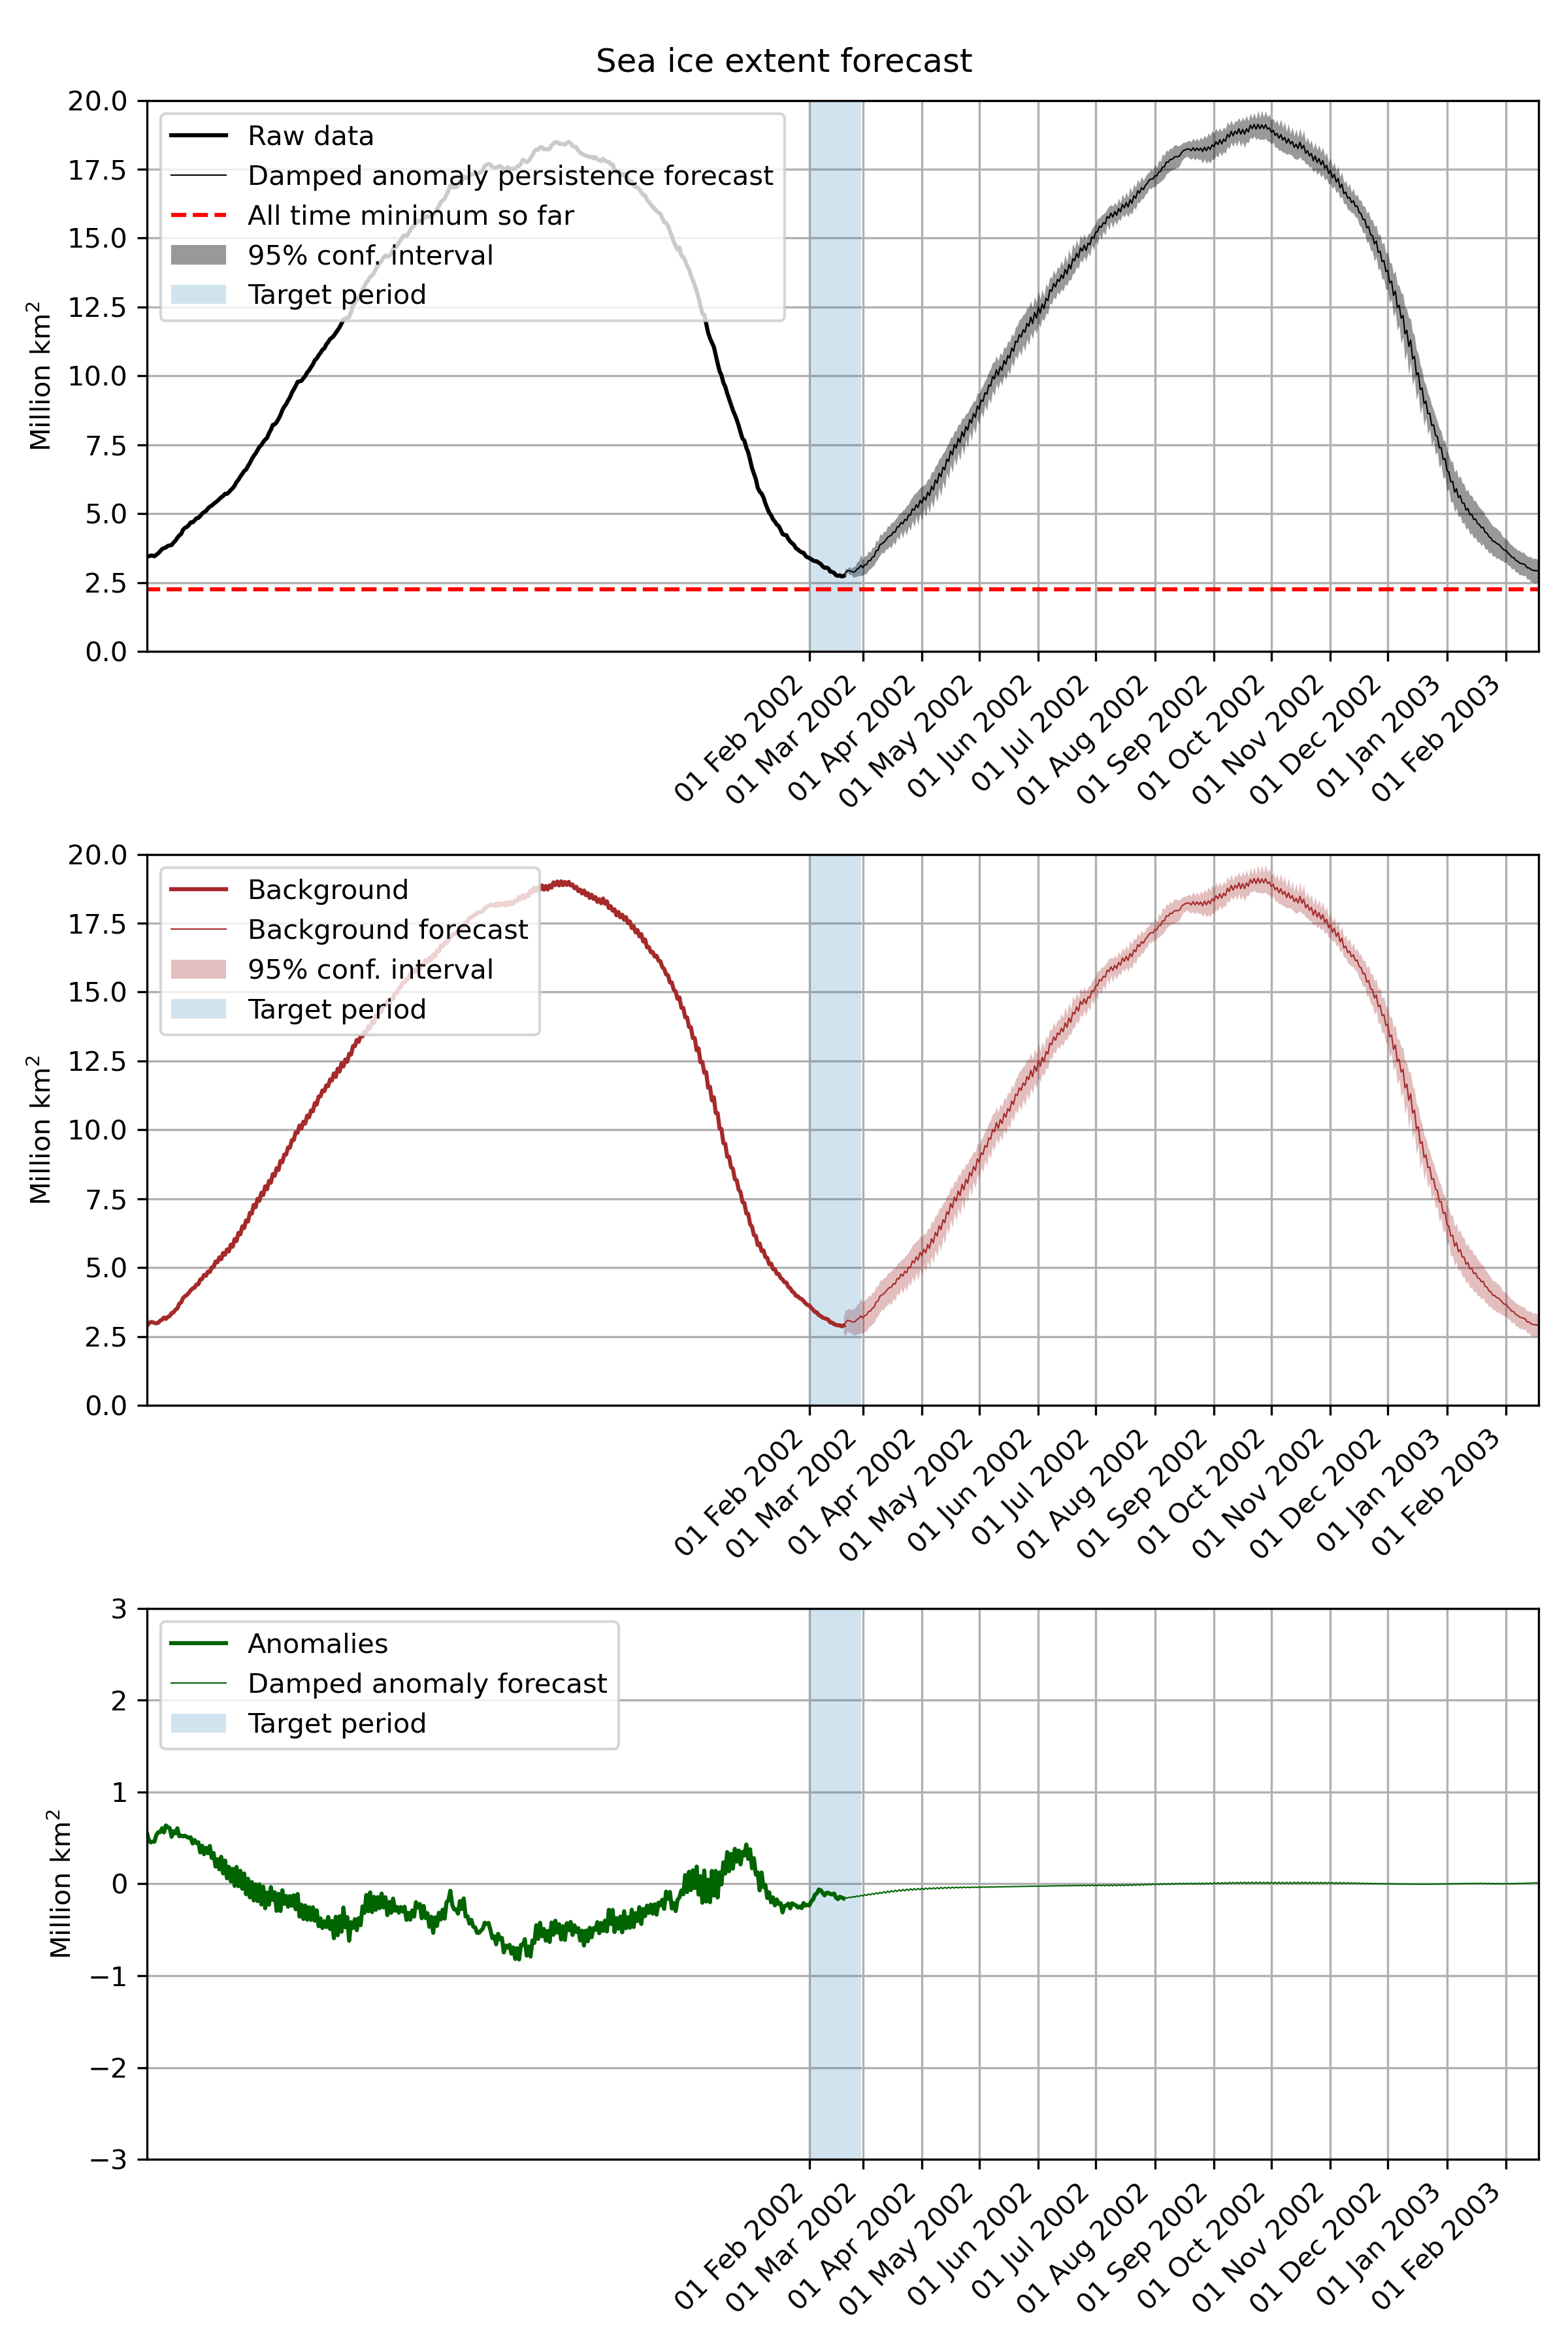 Sea ice extent forecast
20.0
17.5
15.0
12.5
10.0
7.5
5.0
2.5
0.0
Million km²
Raw data
Damped anomaly persistence forecast
All time minimum so far
95% conf. interval
Target period
01 Feb 2002
01 Mar 2002
01 Apr 2002
01 May 2002
01 Jun 2002
01 Jul 2002
01 Aug 2002
01 Sep 2002
01 Oct 2002
01 Nov 2002
01 Dec 2002
01 Jan 2003
01 Feb 2003
20.0
17.5
15.0
12.5
10.0
7.5
5.0
2.5
0.0
Million km²
Background
Background forecast
95% conf. interval
Target period
01 Feb 2002
01 Mar 2002
01 Apr 2002
01 May 2002
01 Jun 2002
01 Jul 2002
01 Aug 2002
01 Sep 2002
01 Oct 2002
01 Nov 2002
01 Dec 2002
01 Jan 2003
01 Feb 2003
3
2
1
0
−1
−2
−3
Million km²
Anomalies
Damped anomaly forecast
Target period
01 Feb 2002
01 Mar 2002
01 Apr 2002
01 May 2002
01 Jun 2002
01 Jul 2002
01 Aug 2002
01 Sep 2002
01 Oct 2002
01 Nov 2002
01 Dec 2002
01 Jan 2003
01 Feb 2003